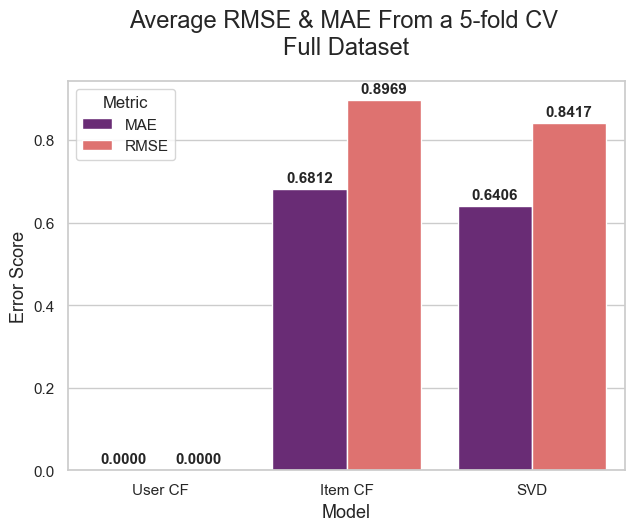 Average RMSE & MAE From a 5-fold CV
Full Dataset
Metric
MAE
RMSE
Error Score
0.8
0.6
0.4
0.2
0.0
0.0000
0.0000
0.6812
0.8969
0.6406
0.8417
User CF
Item CF
SVD
Model